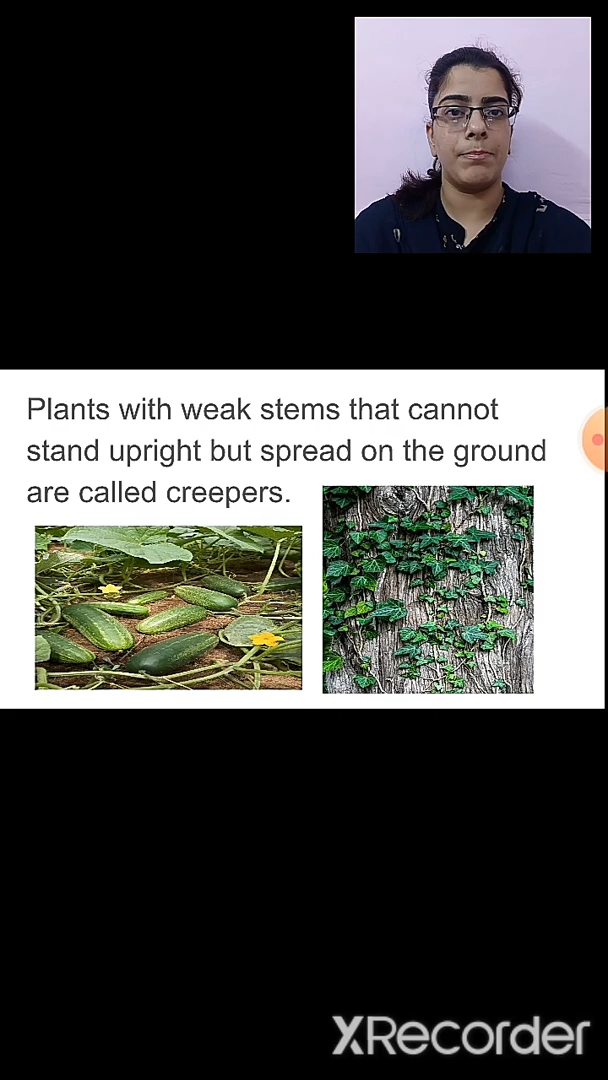 Plants with weak stems that cannot
stand upright but spread on the ground
are called creepers.
XRecorder